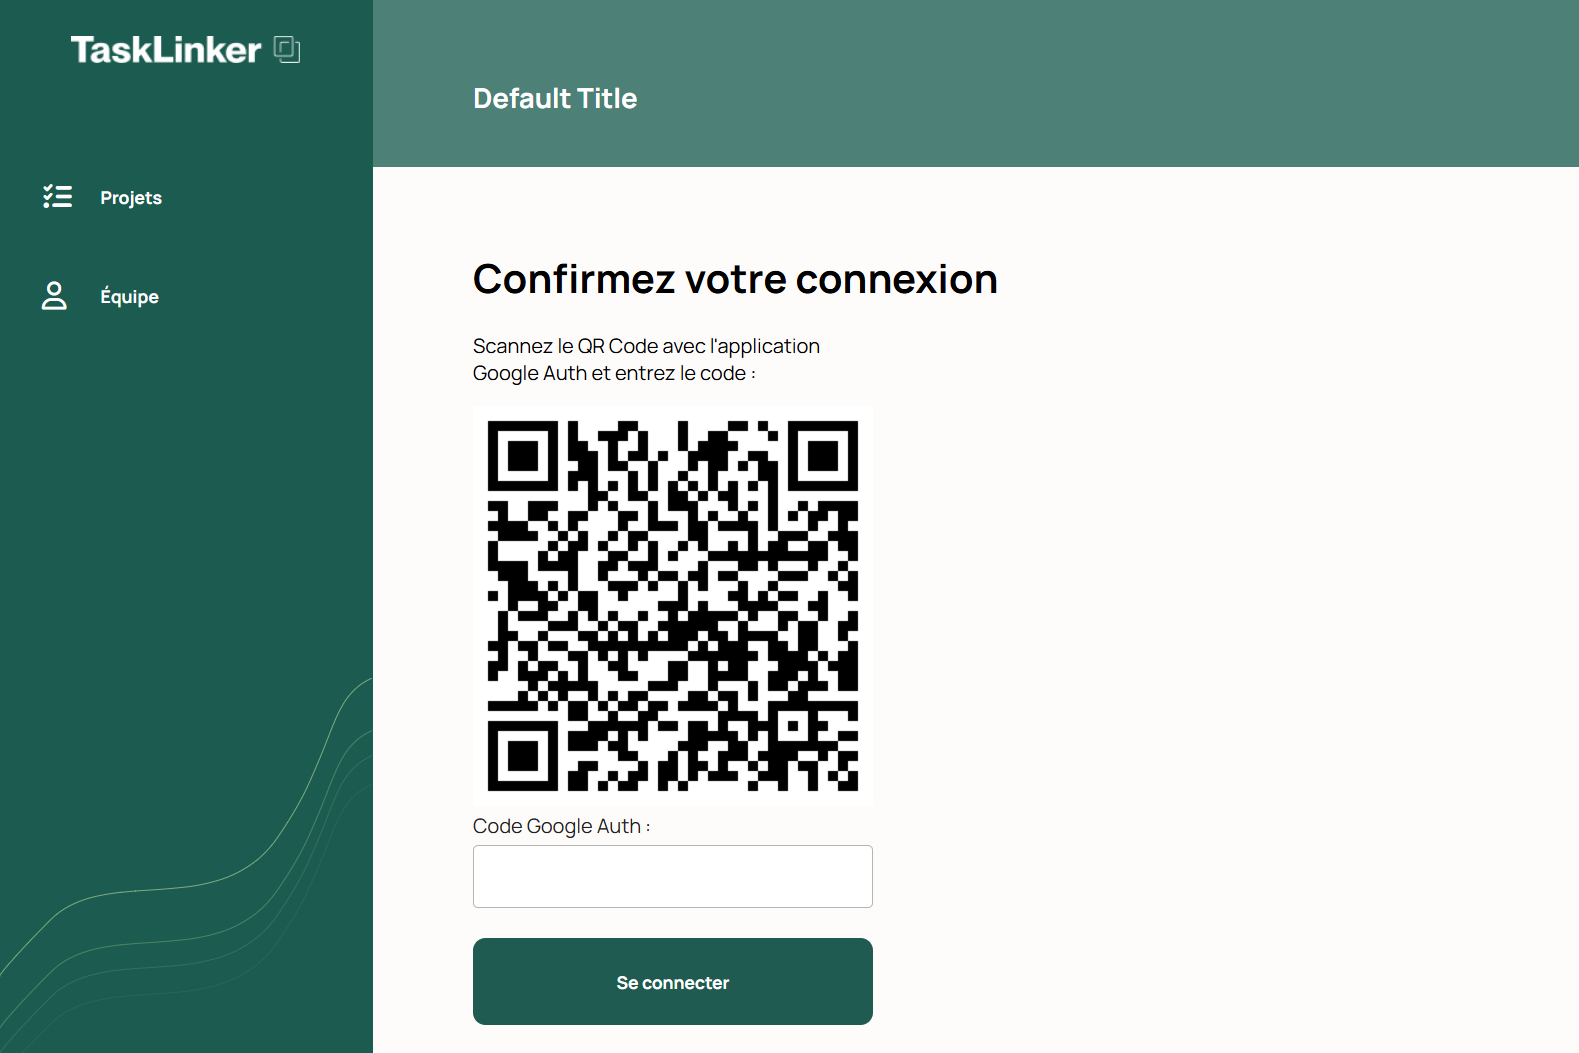 TaskLinker
Projets
Équipe
Default Title
Confirmez votre connexion
Scannez le QR Code avec l'application
Google Auth et entrez le code :
Code Google Auth :
Se connecter